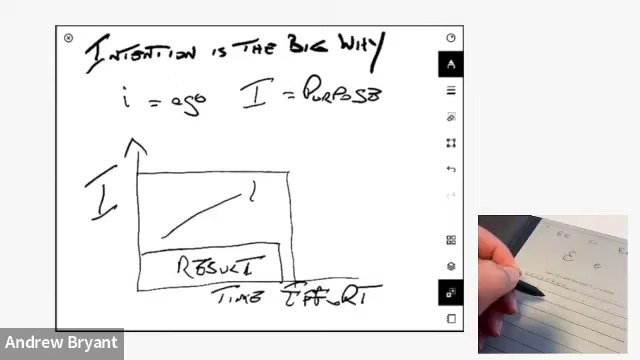 INTENTION IS THE BIG WHY
i = ego I = PURPOSE
I
i
RESULT
TIME EFFORT
Andrew Bryant